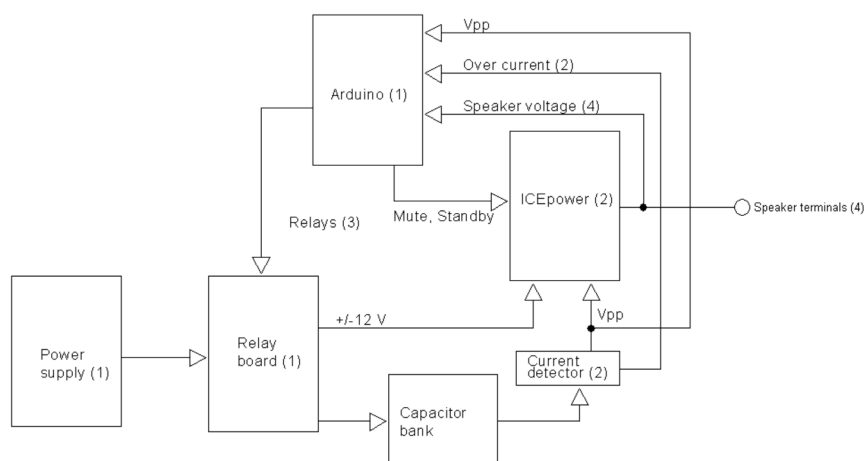 Vpp
Over current (2)
Arduino (1)
Speaker voltage (4)
ICEpower (2)
Mute, Standby
Speaker terminals (4)
Relays (3)
+/-12 V
Vpp
Power
supply (1)
Relay
board (1)
Current
detector (2)
Capacitor
bank